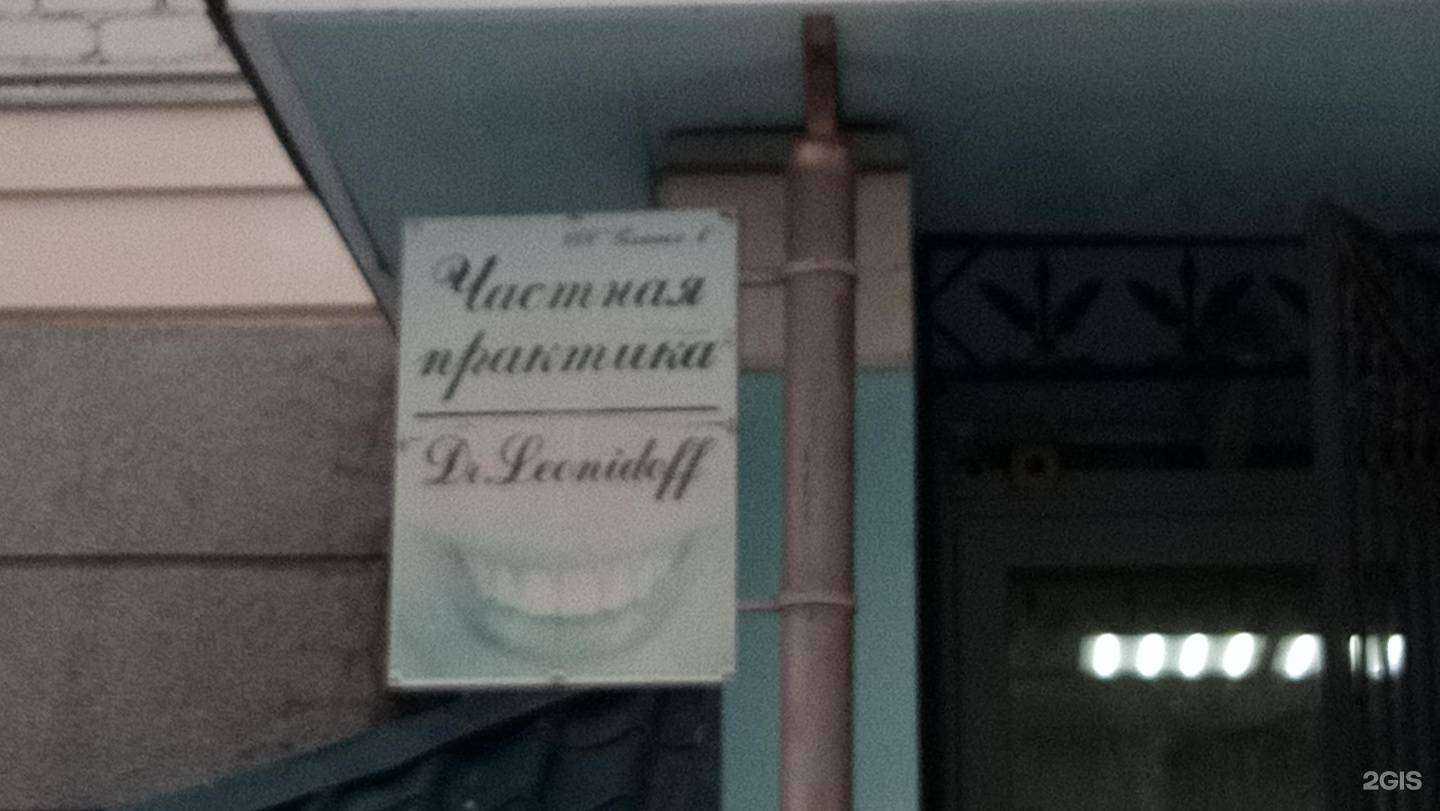 Частная
практика
Dr. Leonidoff
2GIS